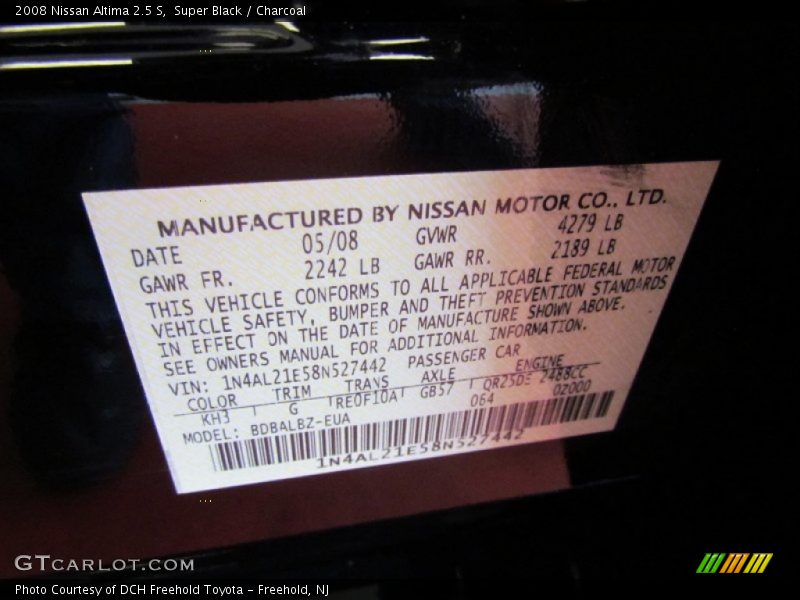 2008 Nissan Altima 2.5 S,  Super Black / Charcoal
MANUFACTURED BY NISSAN MOTOR CO., LTD.
DATE 05/08 GVWR 4279 LB
GAWR FR. 2242 LB GAWR RR. 2189 LB
THIS VEHICLE CONFORMS TO ALL APPLICABLE FEDERAL MOTOR
VEHICLE SAFETY, BUMPER AND THEFT PREVENTION STANDARDS
IN EFFECT ON THE DATE OF MANUFACTURE SHOWN ABOVE.
SEE OWNERS MANUAL FOR ADDITIONAL INFORMATION.
VIN: 1N4AL21E58N527442 PASSENGER CAR
COLOR TRIM TRANS AXLE ENGINE
KH3 G RE0F10A GB57 QR25DE 2488CC
064 02000
MODEL: BDBALBZ-EUA
1N4AL21E58N527442
GTCARLOT.COM
Photo Courtesy of DCH Freehold Toyota - Freehold, NJ